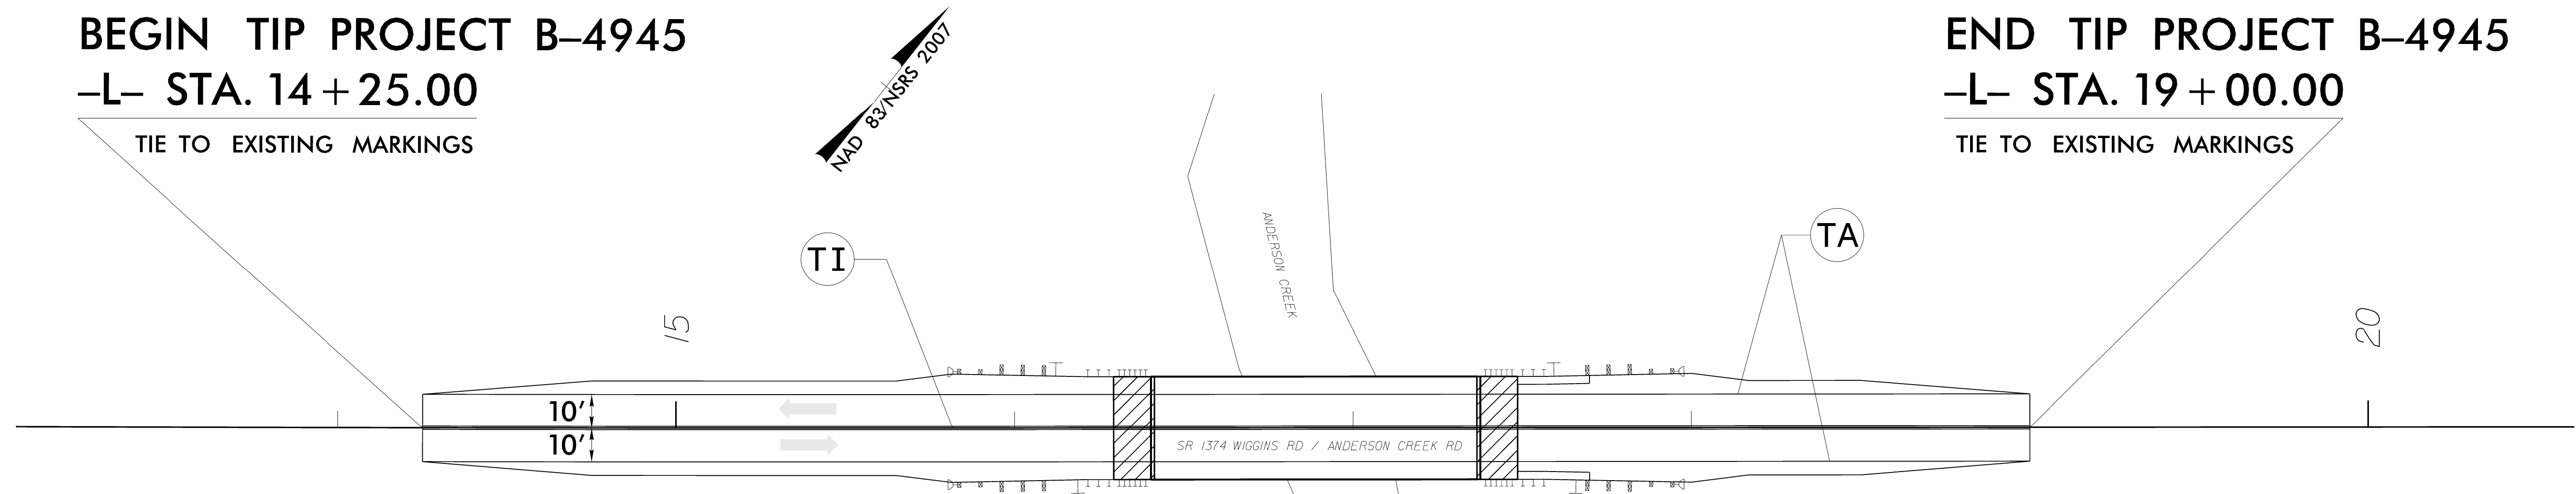 BEGIN TIP PROJECT B–4945
–L– STA. 14+25.00
TIE TO EXISTING MARKINGS
NAD 83/NSRS 2007
END TIP PROJECT B–4945
–L– STA. 19+00.00
TIE TO EXISTING MARKINGS
TI
TA
ANDERSON CREEK
15
20
10'
10'
SR 1374 WIGGINS RD / ANDERSON CREEK RD